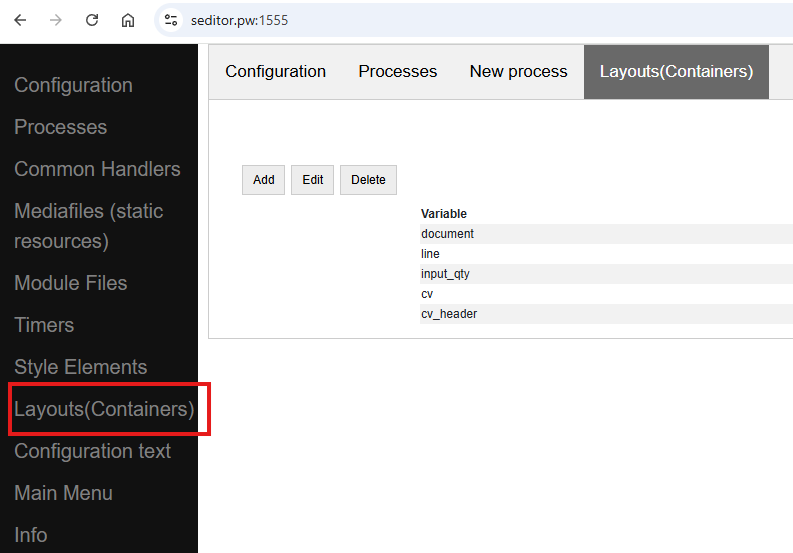 seditor.pw:1555
Configuration
Processes
Common Handlers
Mediafiles (static
resources)
Module Files
Timers
Style Elements
Layouts(Containers)
Configuration text
Main Menu
Info
Configuration Processes New process Layouts(Containers)
Add Edit Delete
Variable
document
line
input_qty
cv
cv_header